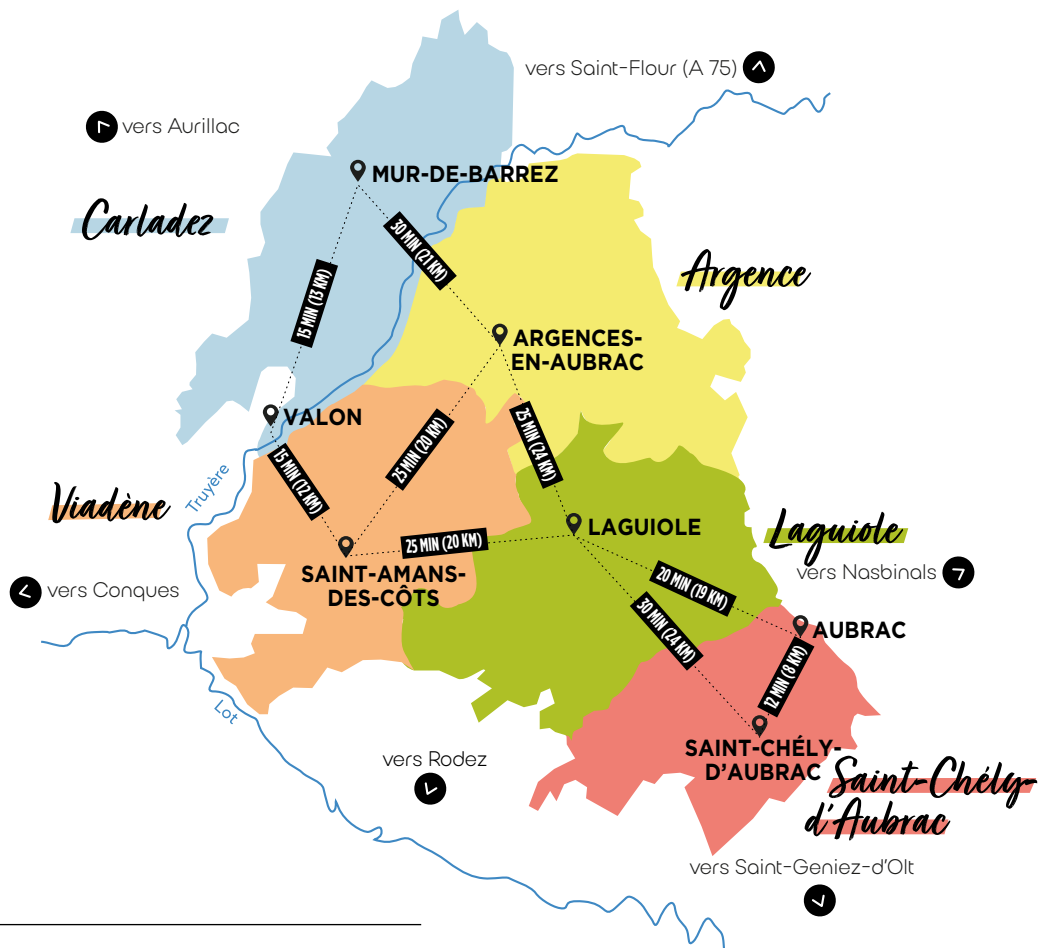 vers Saint-Flour (A 75)
vers Aurillac
MUR-DE-BARREZ
Carladez
30 MIN (21 KM)
Argence
15 MIN (13 KM)
ARGENCES-
EN-AUBRAC
VALON
25 MIN (20 KM)
25 MIN (24 KM)
15 MIN (12 KM)
Truyère
Viadène
LAGUIOLE
Laguiole
25 MIN (20 KM)
SAINT-AMANS-
DES-CÔTS
vers Nasbinals
20 MIN (19 KM)
vers Conques
30 MIN (24 KM)
AUBRAC
12 MIN (8 KM)
Lot
SAINT-CHÉLY-
D'AUBRAC
vers Rodez
Saint-Chély-
d'Aubrac
vers Saint-Geniez-d'Olt